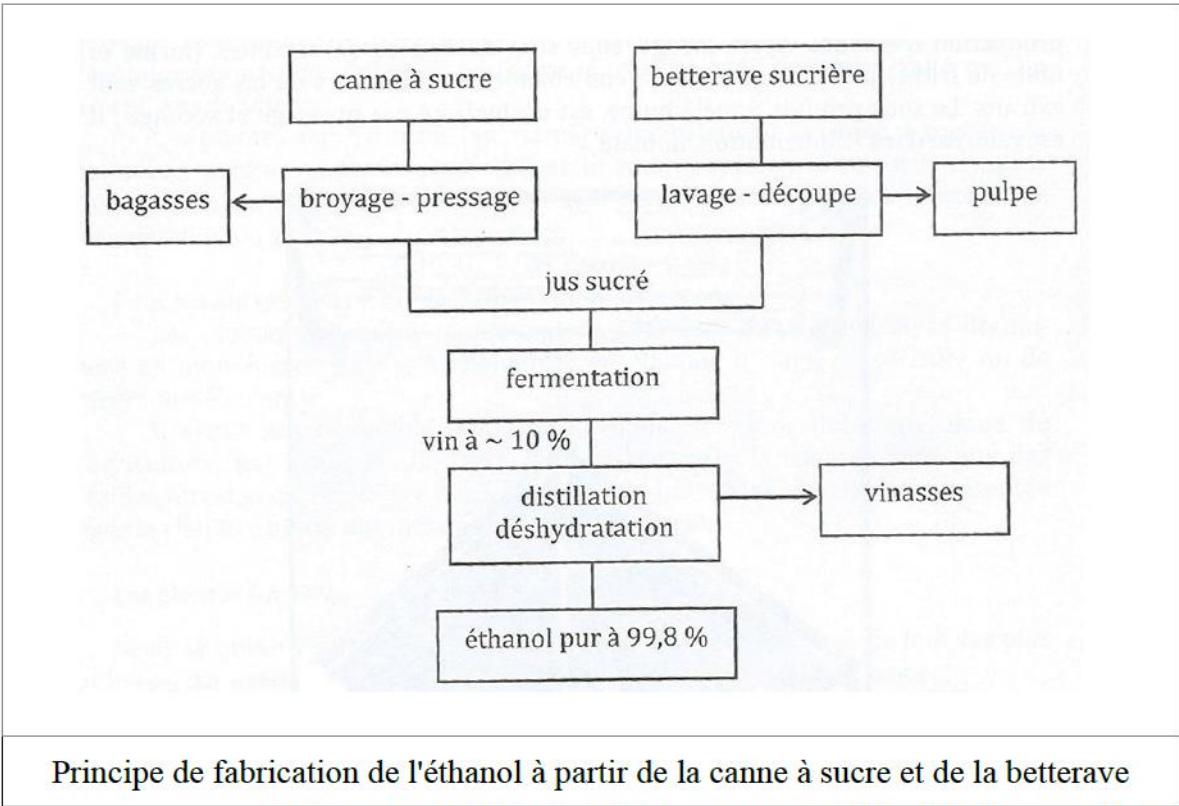 canne à sucre
betterave sucrière
bagasses
broyage - pressage
lavage - découpe
pulpe
jus sucré
fermentation
vin à ~ 10 %
distillation
déshydratation
vinasses
éthanol pur à 99,8 %
Principe de fabrication de l'éthanol à partir de la canne à sucre et de la betterave